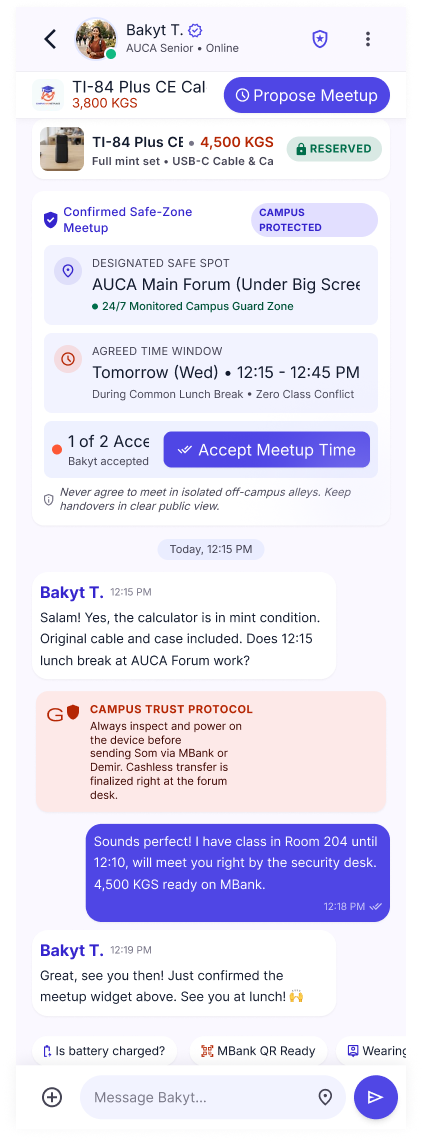 Bakyt T.
AUCA Senior • Online
TI-84 Plus CE Cal
3,800 KGS
Propose Meetup
TI-84 Plus CE • 4,500 KGS
Full mint set • USB-C Cable & Ca
RESERVED
Confirmed Safe-Zone
Meetup
CAMPUS
PROTECTED
DESIGNATED SAFE SPOT
AUCA Main Forum (Under Big Scree
24/7 Monitored Campus Guard Zone
AGREED TIME WINDOW
Tomorrow (Wed) • 12:15 - 12:45 PM
During Common Lunch Break • Zero Class Conflict
1 of 2 Acce
Bakyt accepted
Accept Meetup Time
Never agree to meet in isolated off-campus alleys. Keep
handovers in clear public view.
Today, 12:15 PM
Bakyt T. 12:15 PM
Salam! Yes, the calculator is in mint condition.
Original cable and case included. Does 12:15
lunch break at AUCA Forum work?
CAMPUS TRUST PROTOCOL
Always inspect and power on
the device before
sending Som via MBank or
Demir. Cashless transfer is
finalized right at the forum
desk.
Sounds perfect! I have class in Room 204 until
12:10, will meet you right by the security desk.
4,500 KGS ready on MBank.
12:18 PM
Bakyt T. 12:19 PM
Great, see you then! Just confirmed the
meetup widget above. See you at lunch! 🙌
Is battery charged?
MBank QR Ready
Wearing
Message Bakyt...